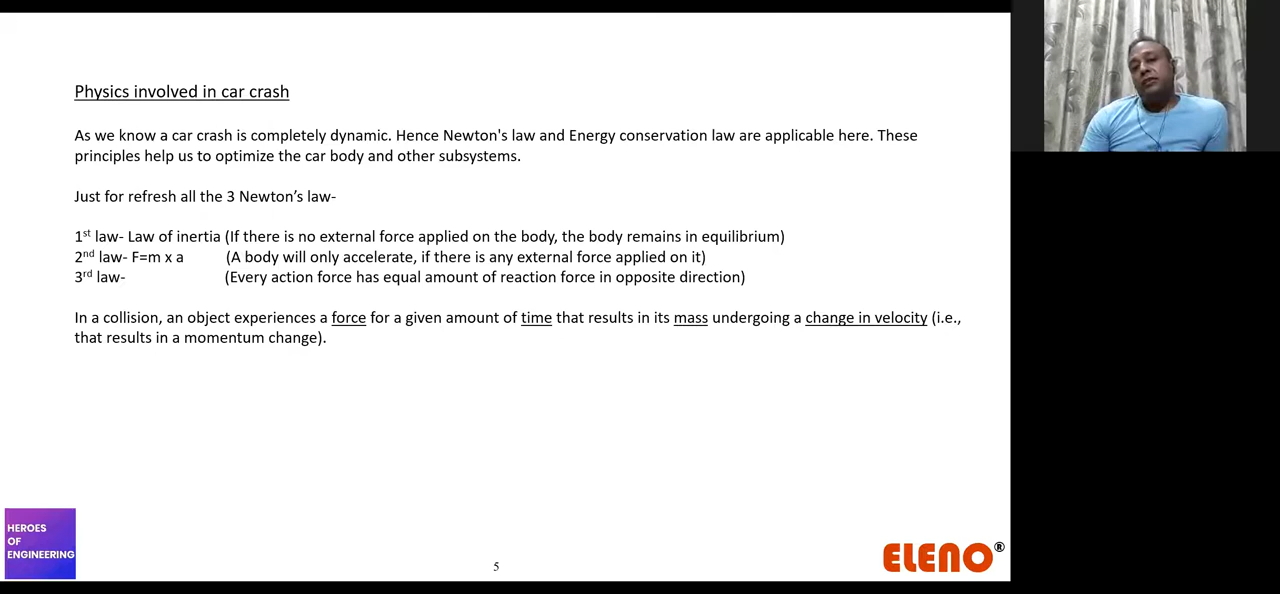 Physics involved in car crash
As we know a car crash is completely dynamic. Hence Newton's law and Energy conservation law are applicable here. These
principles help us to optimize the car body and other subsystems.
Just for refresh all the 3 Newton’s law-
1st law- Law of inertia (If there is no external force applied on the body, the body remains in equilibrium)
2nd law- F=m x a (A body will only accelerate, if there is any external force applied on it)
3rd law- (Every action force has equal amount of reaction force in opposite direction)
In a collision, an object experiences a force for a given amount of time that results in its mass undergoing a change in velocity (i.e.,
that results in a momentum change).
HEROES
OF
ENGINEERING
5
ELENO®